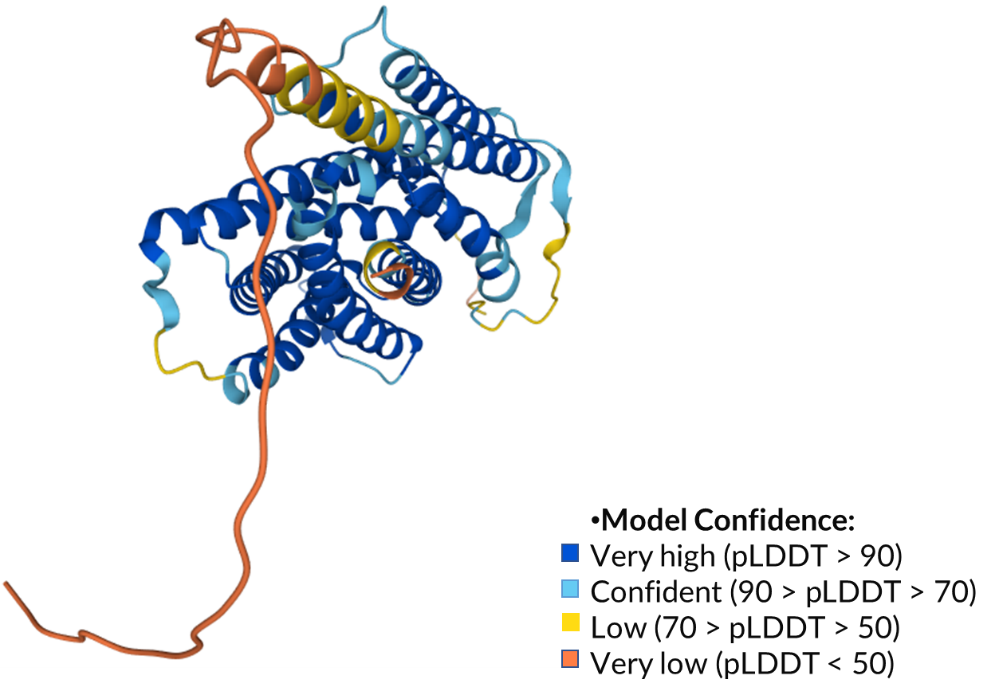 •Model Confidence:
Very high (pLDDT > 90)
Confident (90 > pLDDT > 70)
Low (70 > pLDDT > 50)
Very low (pLDDT < 50)